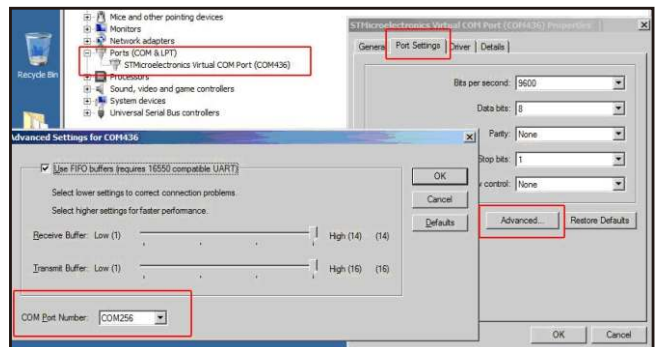 Recycle Bin
Mice and other pointing devices
Monitors
Network adapters
Ports (COM & LPT)
STMicroelectronics Virtual COM Port (COM436)
Processors
Sound, video and game controllers
System devices
Universal Serial Bus controllers
STMicroelectronics Virtual COM Port (COM436) Properties
General Port Settings Driver Details
Bits per second: 9600
Data bits: 8
Parity: None
Stop bits: 1
control: None
Advanced... Restore Defaults
OK Cancel
Advanced Settings for COM436
Use FIFO buffers (requires 16550 compatible UART)
Select lower settings to correct connection problems.
Select higher settings for faster performance.
Receive Buffer: Low (1) High (14) (14)
Transmit Buffer: Low (1) High (16) (16)
COM Port Number: COM256
OK
Cancel
Defaults